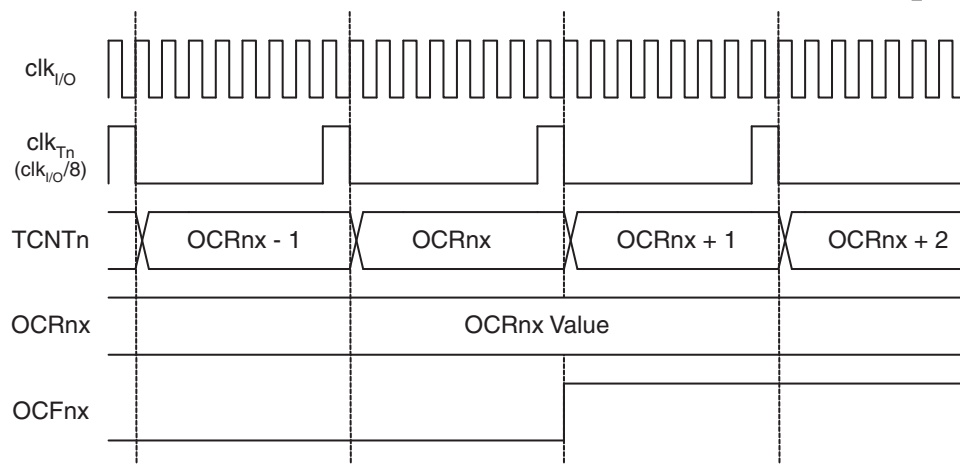 clkI/O
clkTn
(clkI/O/8)
TCNTn
OCRnx - 1
OCRnx
OCRnx + 1
OCRnx + 2
OCRnx
OCRnx Value
OCFnx